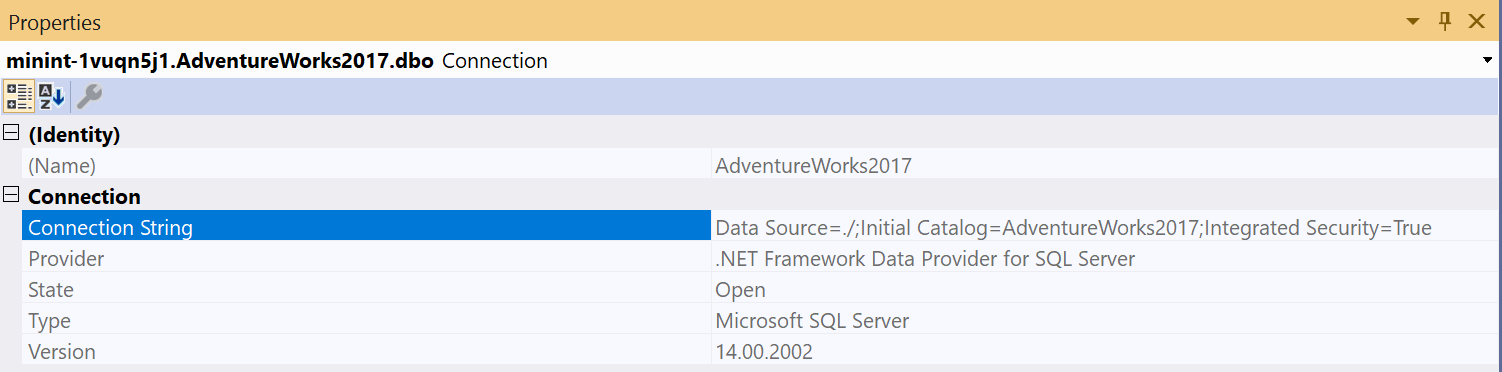 Properties
minint-1vuqn5j1.AdventureWorks2017.dbo Connection
(Identity)
(Name) AdventureWorks2017
Connection
Connection String Data Source=./;Initial Catalog=AdventureWorks2017;Integrated Security=True
Provider .NET Framework Data Provider for SQL Server
State Open
Type Microsoft SQL Server
Version 14.00.2002